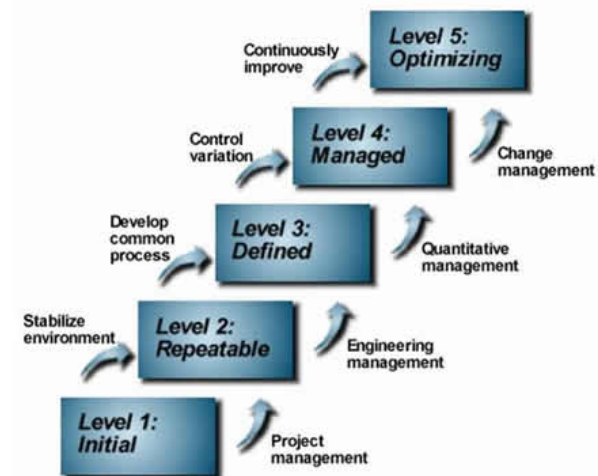 Continuously
improve
Level 5:
Optimizing
Control
variation
Level 4:
Managed
Change
management
Develop
common
process
Level 3:
Defined
Quantitative
management
Stabilize
environment
Level 2:
Repeatable
Engineering
management
Level 1:
Initial
Project
management